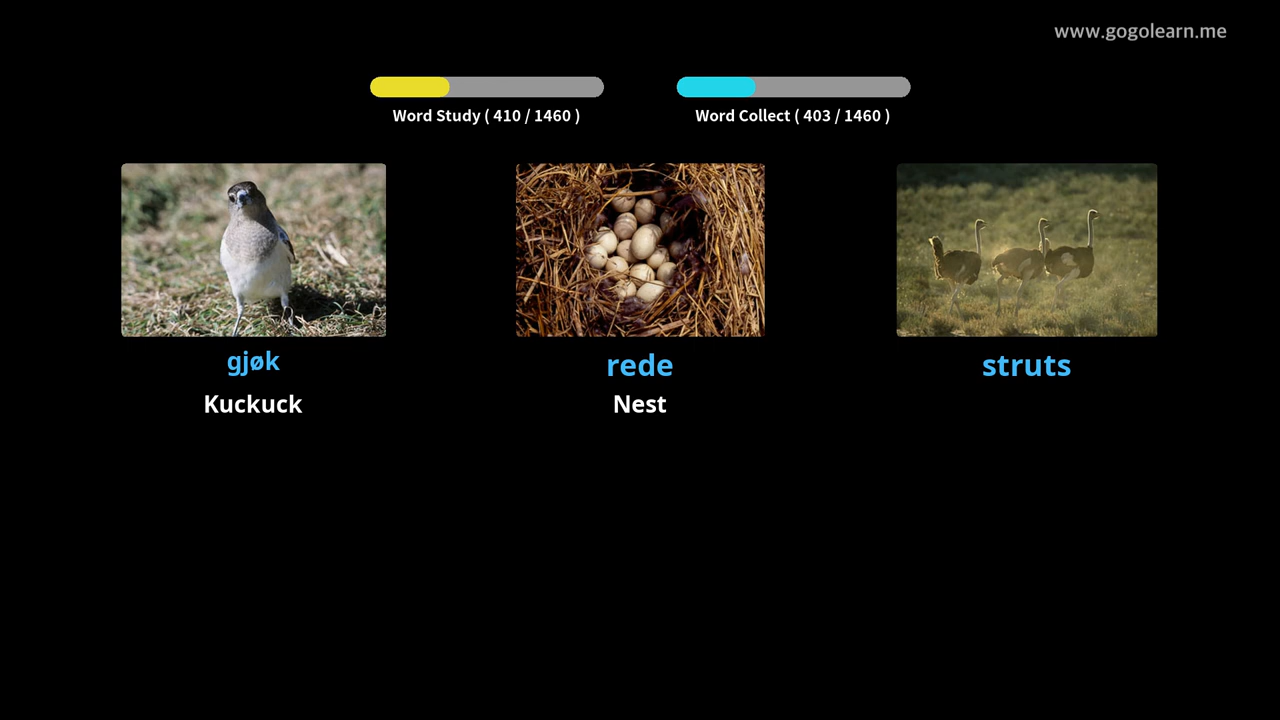 www.gogolearn.me
Word Study ( 410 / 1460 )
Word Collect ( 403 / 1460 )
gjøk
rede
struts
Kuckuck
Nest